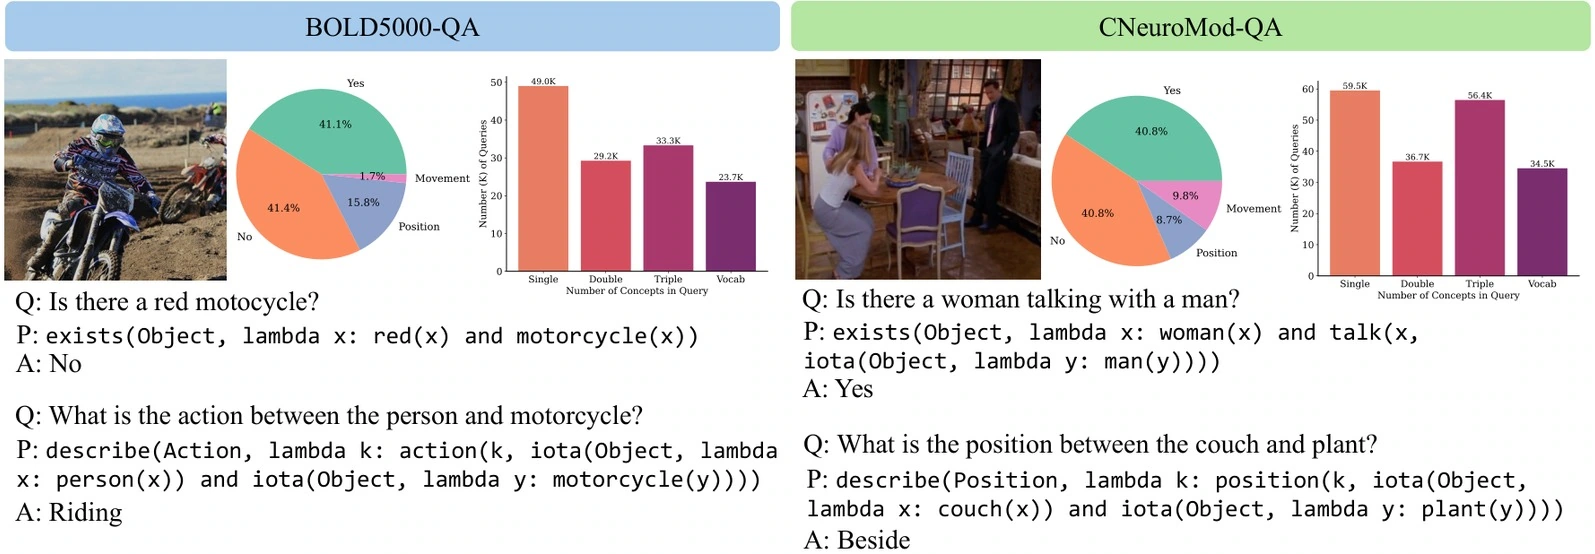 BOLD5000-QA
Yes
41.1%
1.7%
Movement
15.8%
41.4%
Position
No
50
40
30
20
10
0
Number (K) of Queries
49.0K
29.2K
33.3K
23.7K
Single
Double
Triple
Vocab
Number of Concepts in Query
Q: Is there a red motocycle?
P: exists(Object, lambda x: red(x) and motorcycle(x))
A: No
Q: What is the action between the person and motorcycle?
P: describe(Action, lambda k: action(k, iota(Object, lambda
x: person(x)) and iota(Object, lambda y: motorcycle(y))))
A: Riding
CNeuroMod-QA
Yes
40.8%
9.8%
Movement
8.7%
40.8%
Position
No
60
50
40
30
20
10
0
Number (K) of Queries
59.5K
36.7K
56.4K
34.5K
Single
Double
Triple
Vocab
Number of Concepts in Query
Q: Is there a woman talking with a man?
P: exists(Object, lambda x: woman(x) and talk(x,
iota(Object, lambda y: man(y))))
A: Yes
Q: What is the position between the couch and plant?
P: describe(Position, lambda k: position(k, iota(Object,
lambda x: couch(x)) and iota(Object, lambda y: plant(y))))
A: Beside